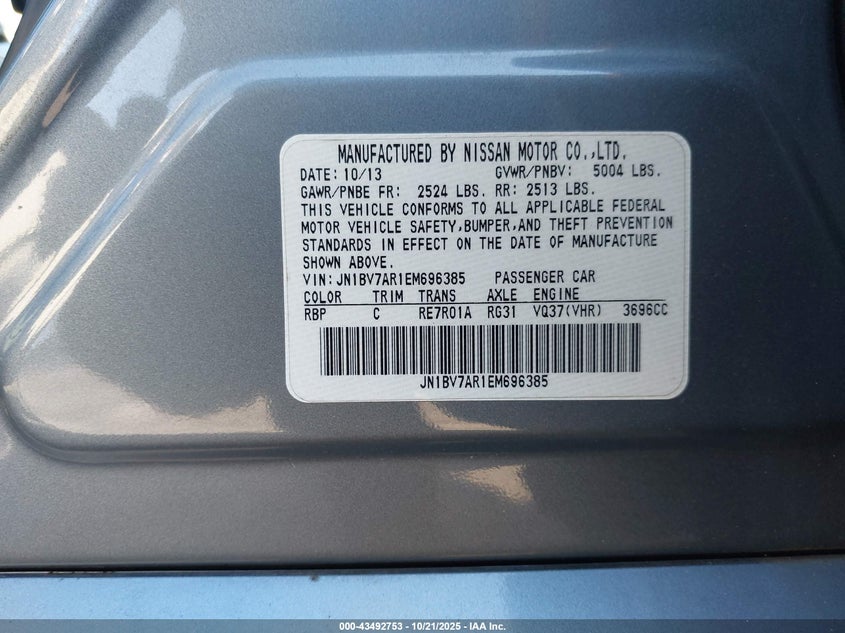 MANUFACTURED BY NISSAN MOTOR CO.,LTD.
DATE: 10/13 GVWR/PNBV: 5004 LBS.
GAWR/PNBE FR: 2524 LBS. RR: 2513 LBS.
THIS VEHICLE CONFORMS TO ALL APPLICABLE FEDERAL
MOTOR VEHICLE SAFETY,BUMPER,AND THEFT PREVENTION
STANDARDS IN EFFECT ON THE DATE OF MANUFACTURE
SHOWN ABOVE.
VIN:JN1BV7AR1EM696385 PASSENGER CAR
COLOR TRIM TRANS AXLE ENGINE
RBP C RE7R01A RG31 VQ37(VHR) 3696CC
JN1BV7AR1EM696385
000-43492753 - 10/21/2025 - IAA Inc.